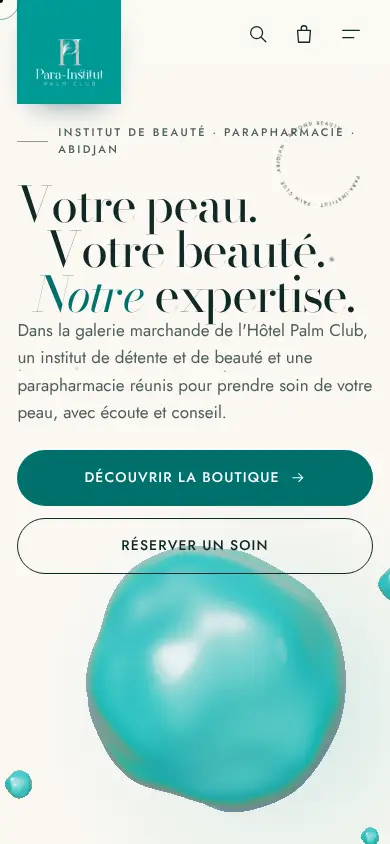 Para-Institut
PALM CLUB
INSTITUT DE BEAUTÉ · PARAPHARMACIE ·
ABIDJAN
Votre peau.
Votre beauté.
Notre expertise.
Dans la galerie marchande de l'Hôtel Palm Club,
un institut de détente et de beauté et une
parapharmacie réunis pour prendre soin de votre
peau, avec écoute et conseil.
DÉCOUVRIR LA BOUTIQUE →
RÉSERVER UN SOIN